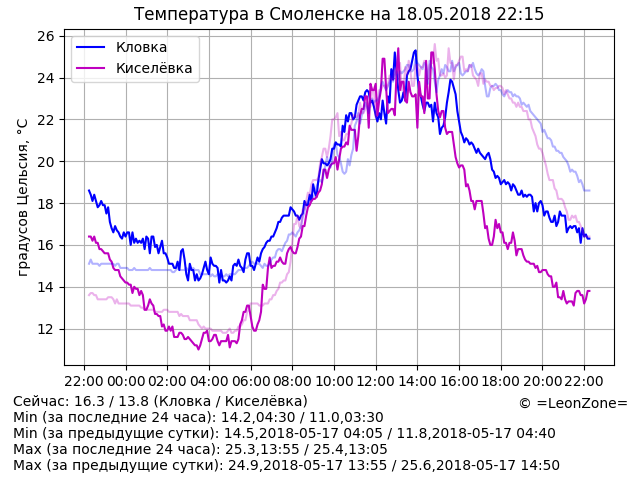 Температура в Смоленске на 18.05.2018 22:15
градусов Цельсия, °C
26
24
22
20
18
16
14
12
Кловка
Киселёвка
22:00 00:00 02:00 04:00 06:00 08:00 10:00 12:00 14:00 16:00 18:00 20:00 22:00
Сейчас: 16.3 / 13.8 (Кловка / Киселёвка)
© =LeonZone=
Min (за последние 24 часа): 14.2,04:30 / 11.0,03:30
Min (за предыдущие сутки): 14.5,2018-05-17 04:05 / 11.8,2018-05-17 04:40
Max (за последние 24 часа): 25.3,13:55 / 25.4,13:05
Max (за предыдущие сутки): 24.9,2018-05-17 13:55 / 25.6,2018-05-17 14:50